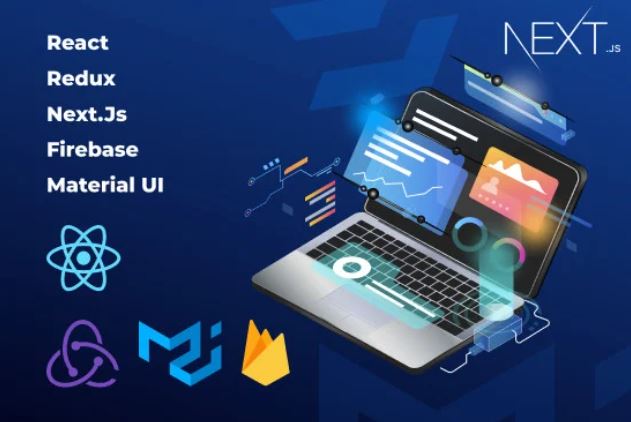 React
Redux
Next.Js
Firebase
Material UI
NEXT.JS